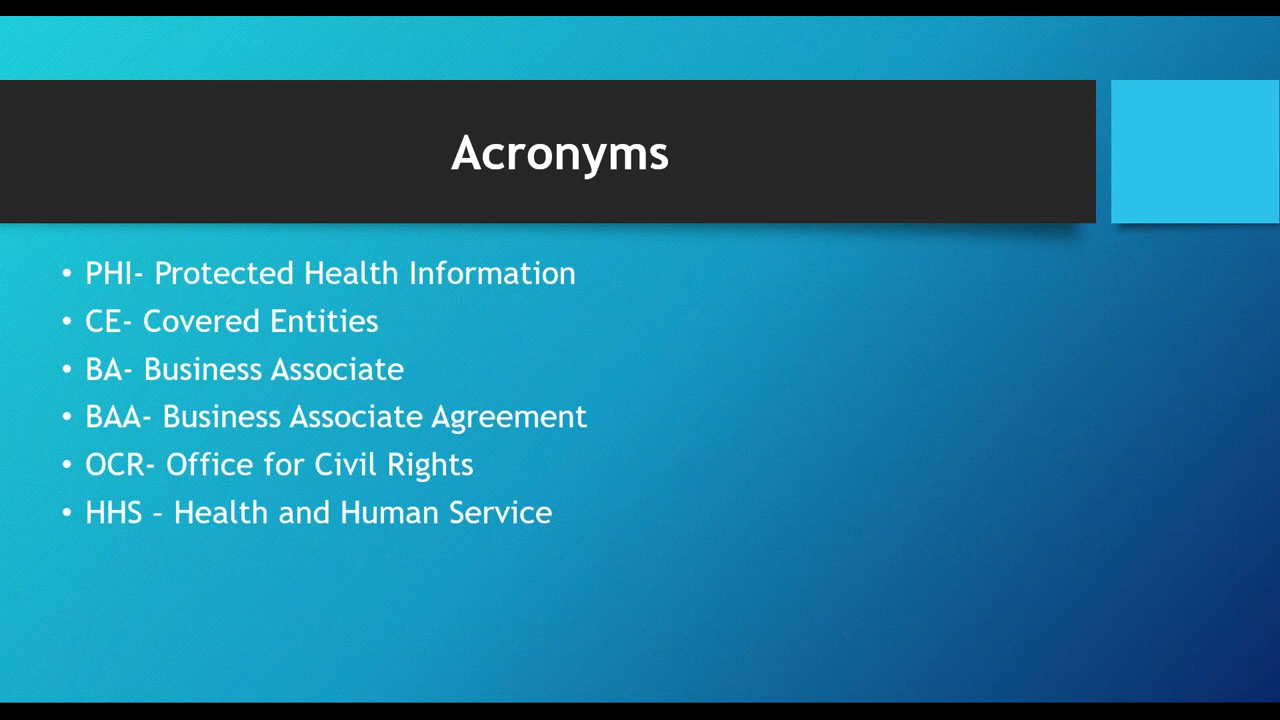 Acronyms
• PHI- Protected Health Information
• CE- Covered Entities
• BA- Business Associate
• BAA- Business Associate Agreement
• OCR- Office for Civil Rights
• HHS – Health and Human Service